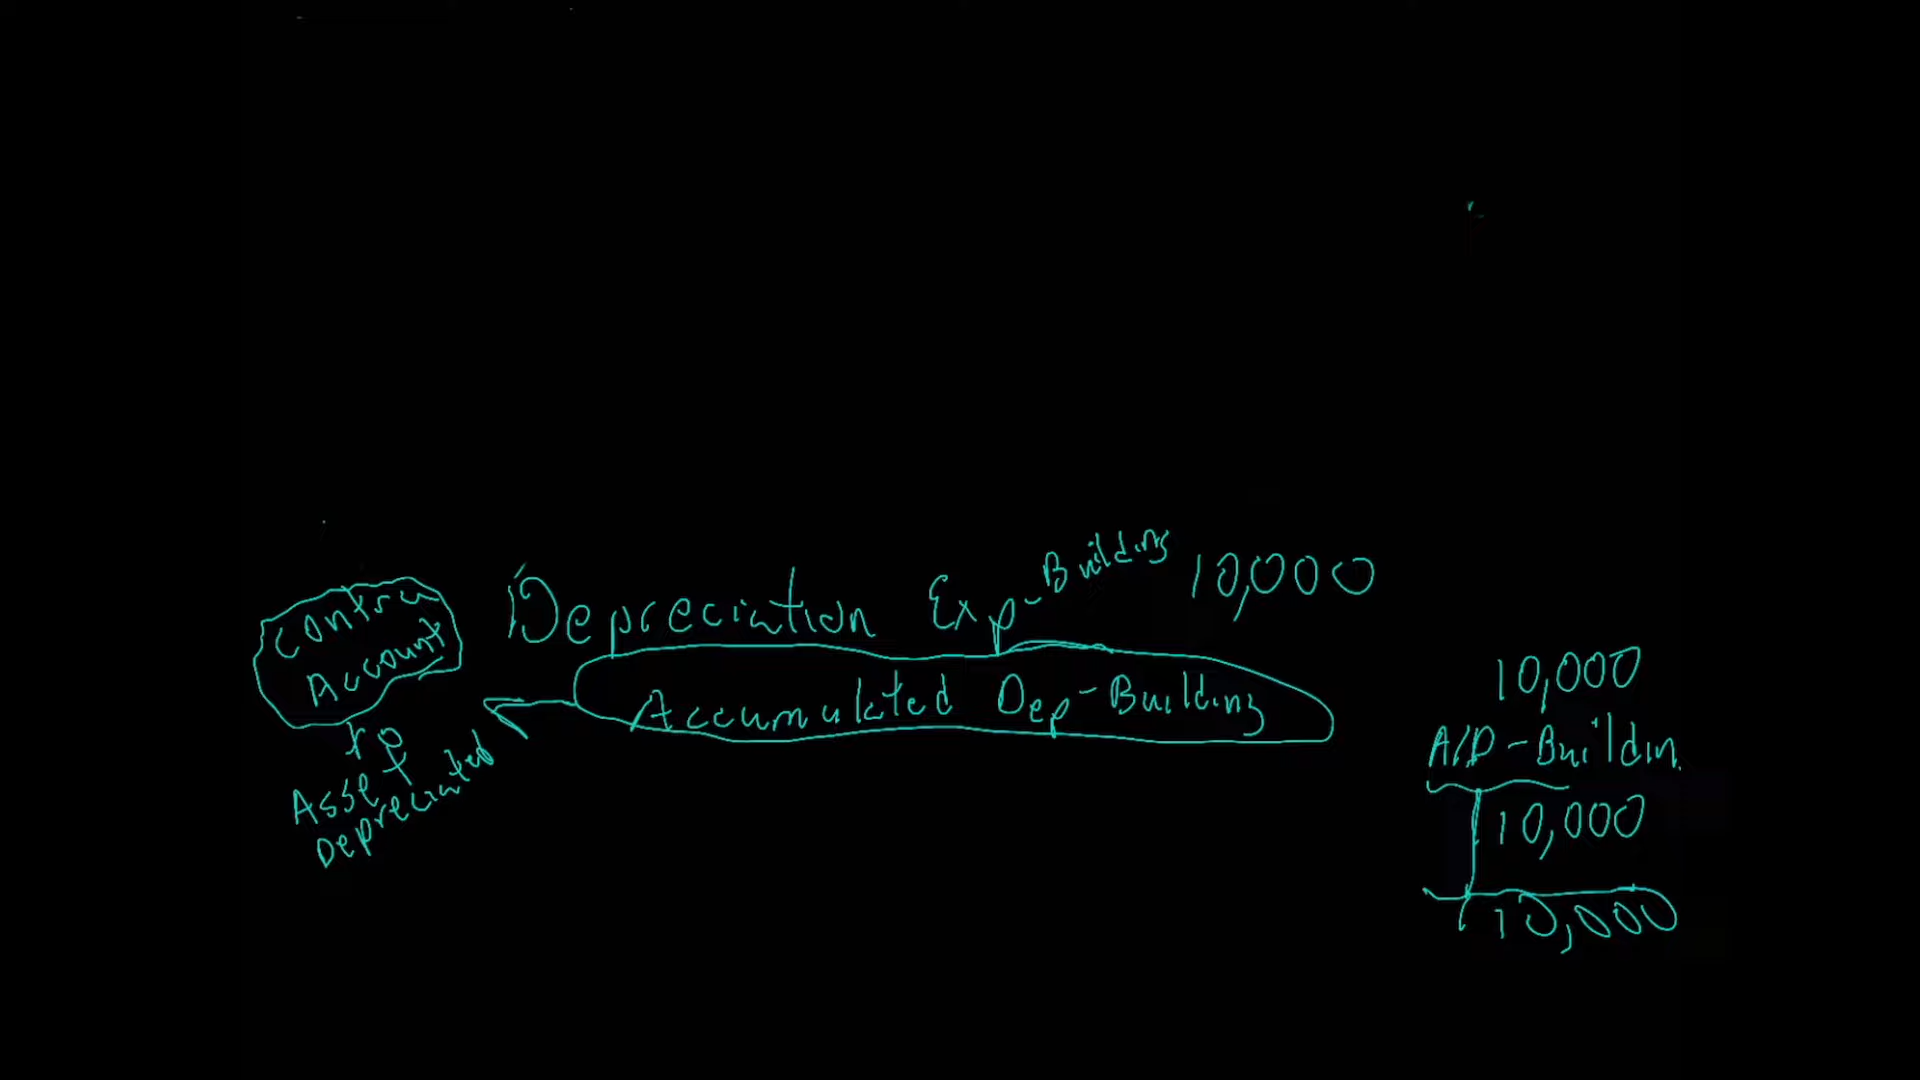 Depreciation Exp-Building 10,000
Accumulated Dep-Building 10,000
Contra
Account
to
Asset
Depreciated
A/D-Buildin
10,000
10,000